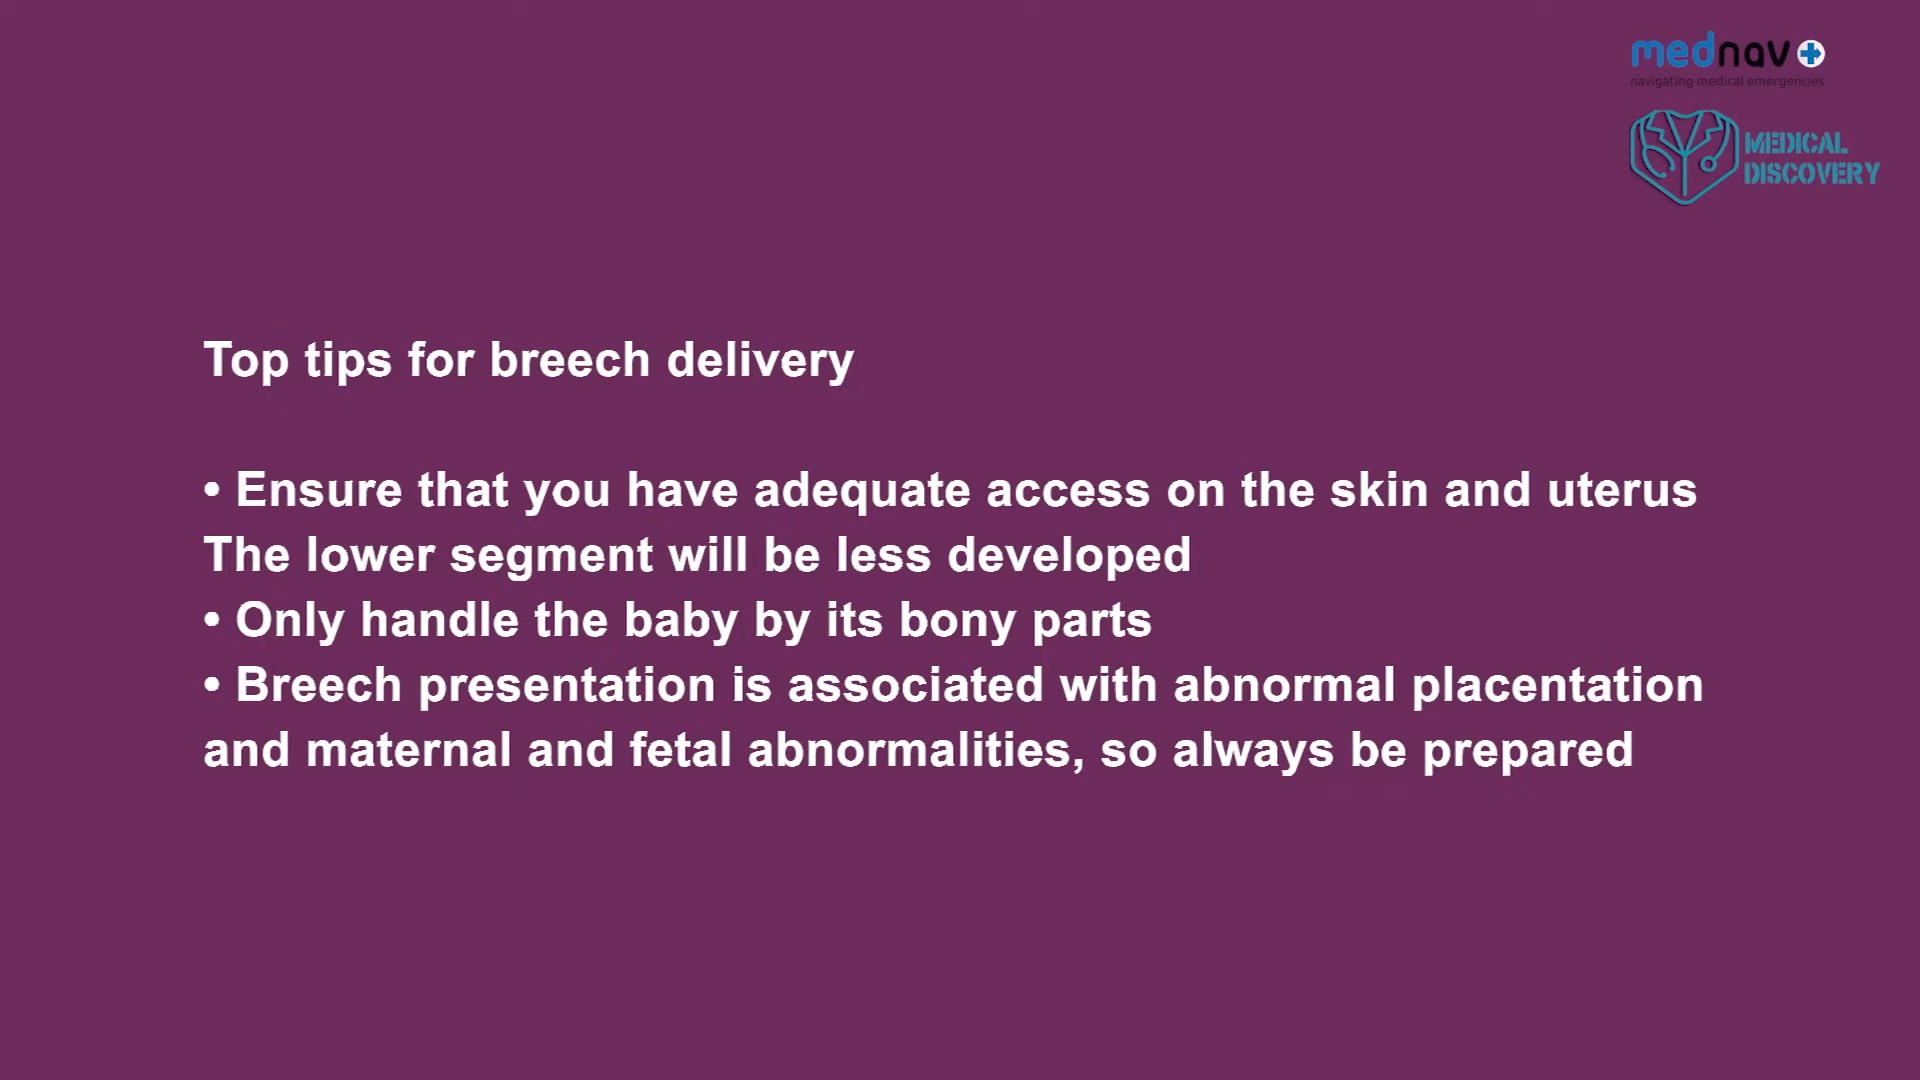 mednav
navigating medical emergencies
MEDICAL
DISCOVERY
Top tips for breech delivery
• Ensure that you have adequate access on the skin and uterus
The lower segment will be less developed
• Only handle the baby by its bony parts
• Breech presentation is associated with abnormal placentation
and maternal and fetal abnormalities, so always be prepared